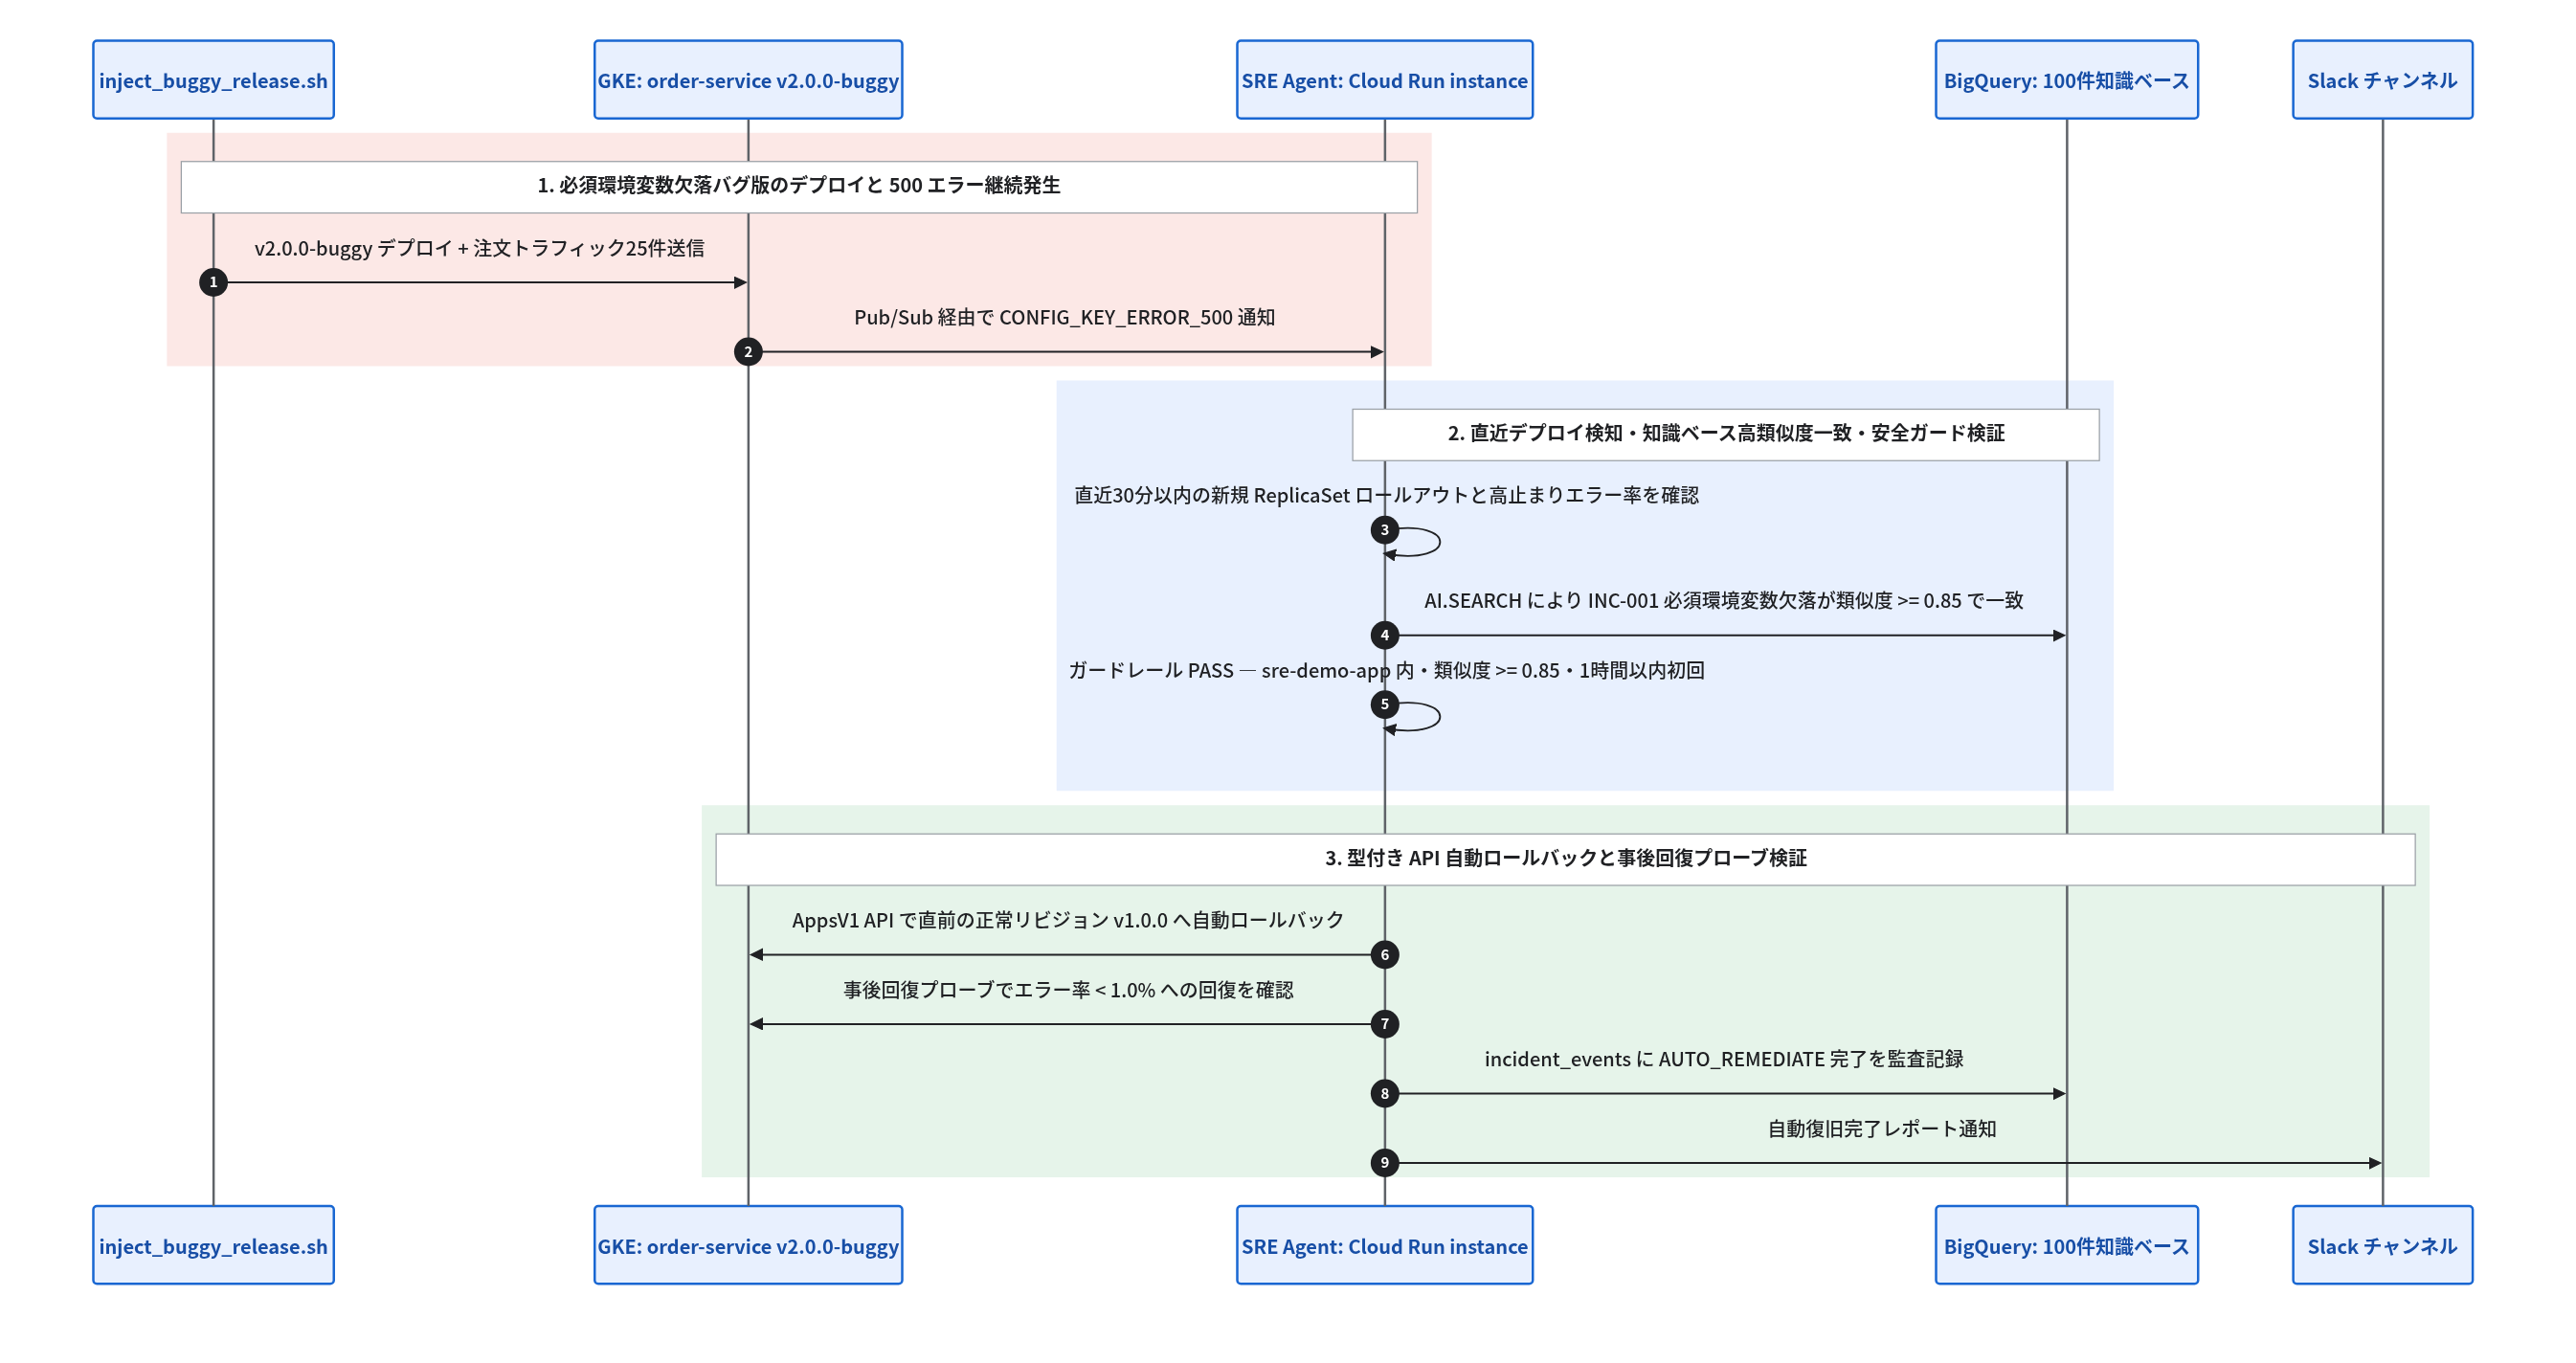 inject_buggy_release.sh
GKE: order-service v2.0.0-buggy
SRE Agent: Cloud Run instance
BigQuery: 100件知識ベース
Slack チャンネル
1. 必須環境変数欠落バグ版のデプロイと 500 エラー継続発生
v2.0.0-buggy デプロイ + 注文トラフィック25件送信
1
Pub/Sub 経由で CONFIG_KEY_ERROR_500 通知
2
2. 直近デプロイ検知・知識ベース高類似度一致・安全ガード検証
直近30分以内の新規 ReplicaSet ロールアウトと高止まりエラー率を確認
3
AI.SEARCH により INC-001 必須環境変数欠落が類似度 >= 0.85 で一致
4
ガードレール PASS — sre-demo-app 内・類似度 >= 0.85・1時間以内初回
5
3. 型付き API 自動ロールバックと事後回復プローブ検証
AppsV1 API で直前の正常リビジョン v1.0.0 へ自動ロールバック
6
事後回復プローブでエラー率 < 1.0% への回復を確認
7
incident_events に AUTO_REMEDIATE 完了を監査記録
8
自動復旧完了レポート通知
9
inject_buggy_release.sh
GKE: order-service v2.0.0-buggy
SRE Agent: Cloud Run instance
BigQuery: 100件知識ベース
Slack チャンネル